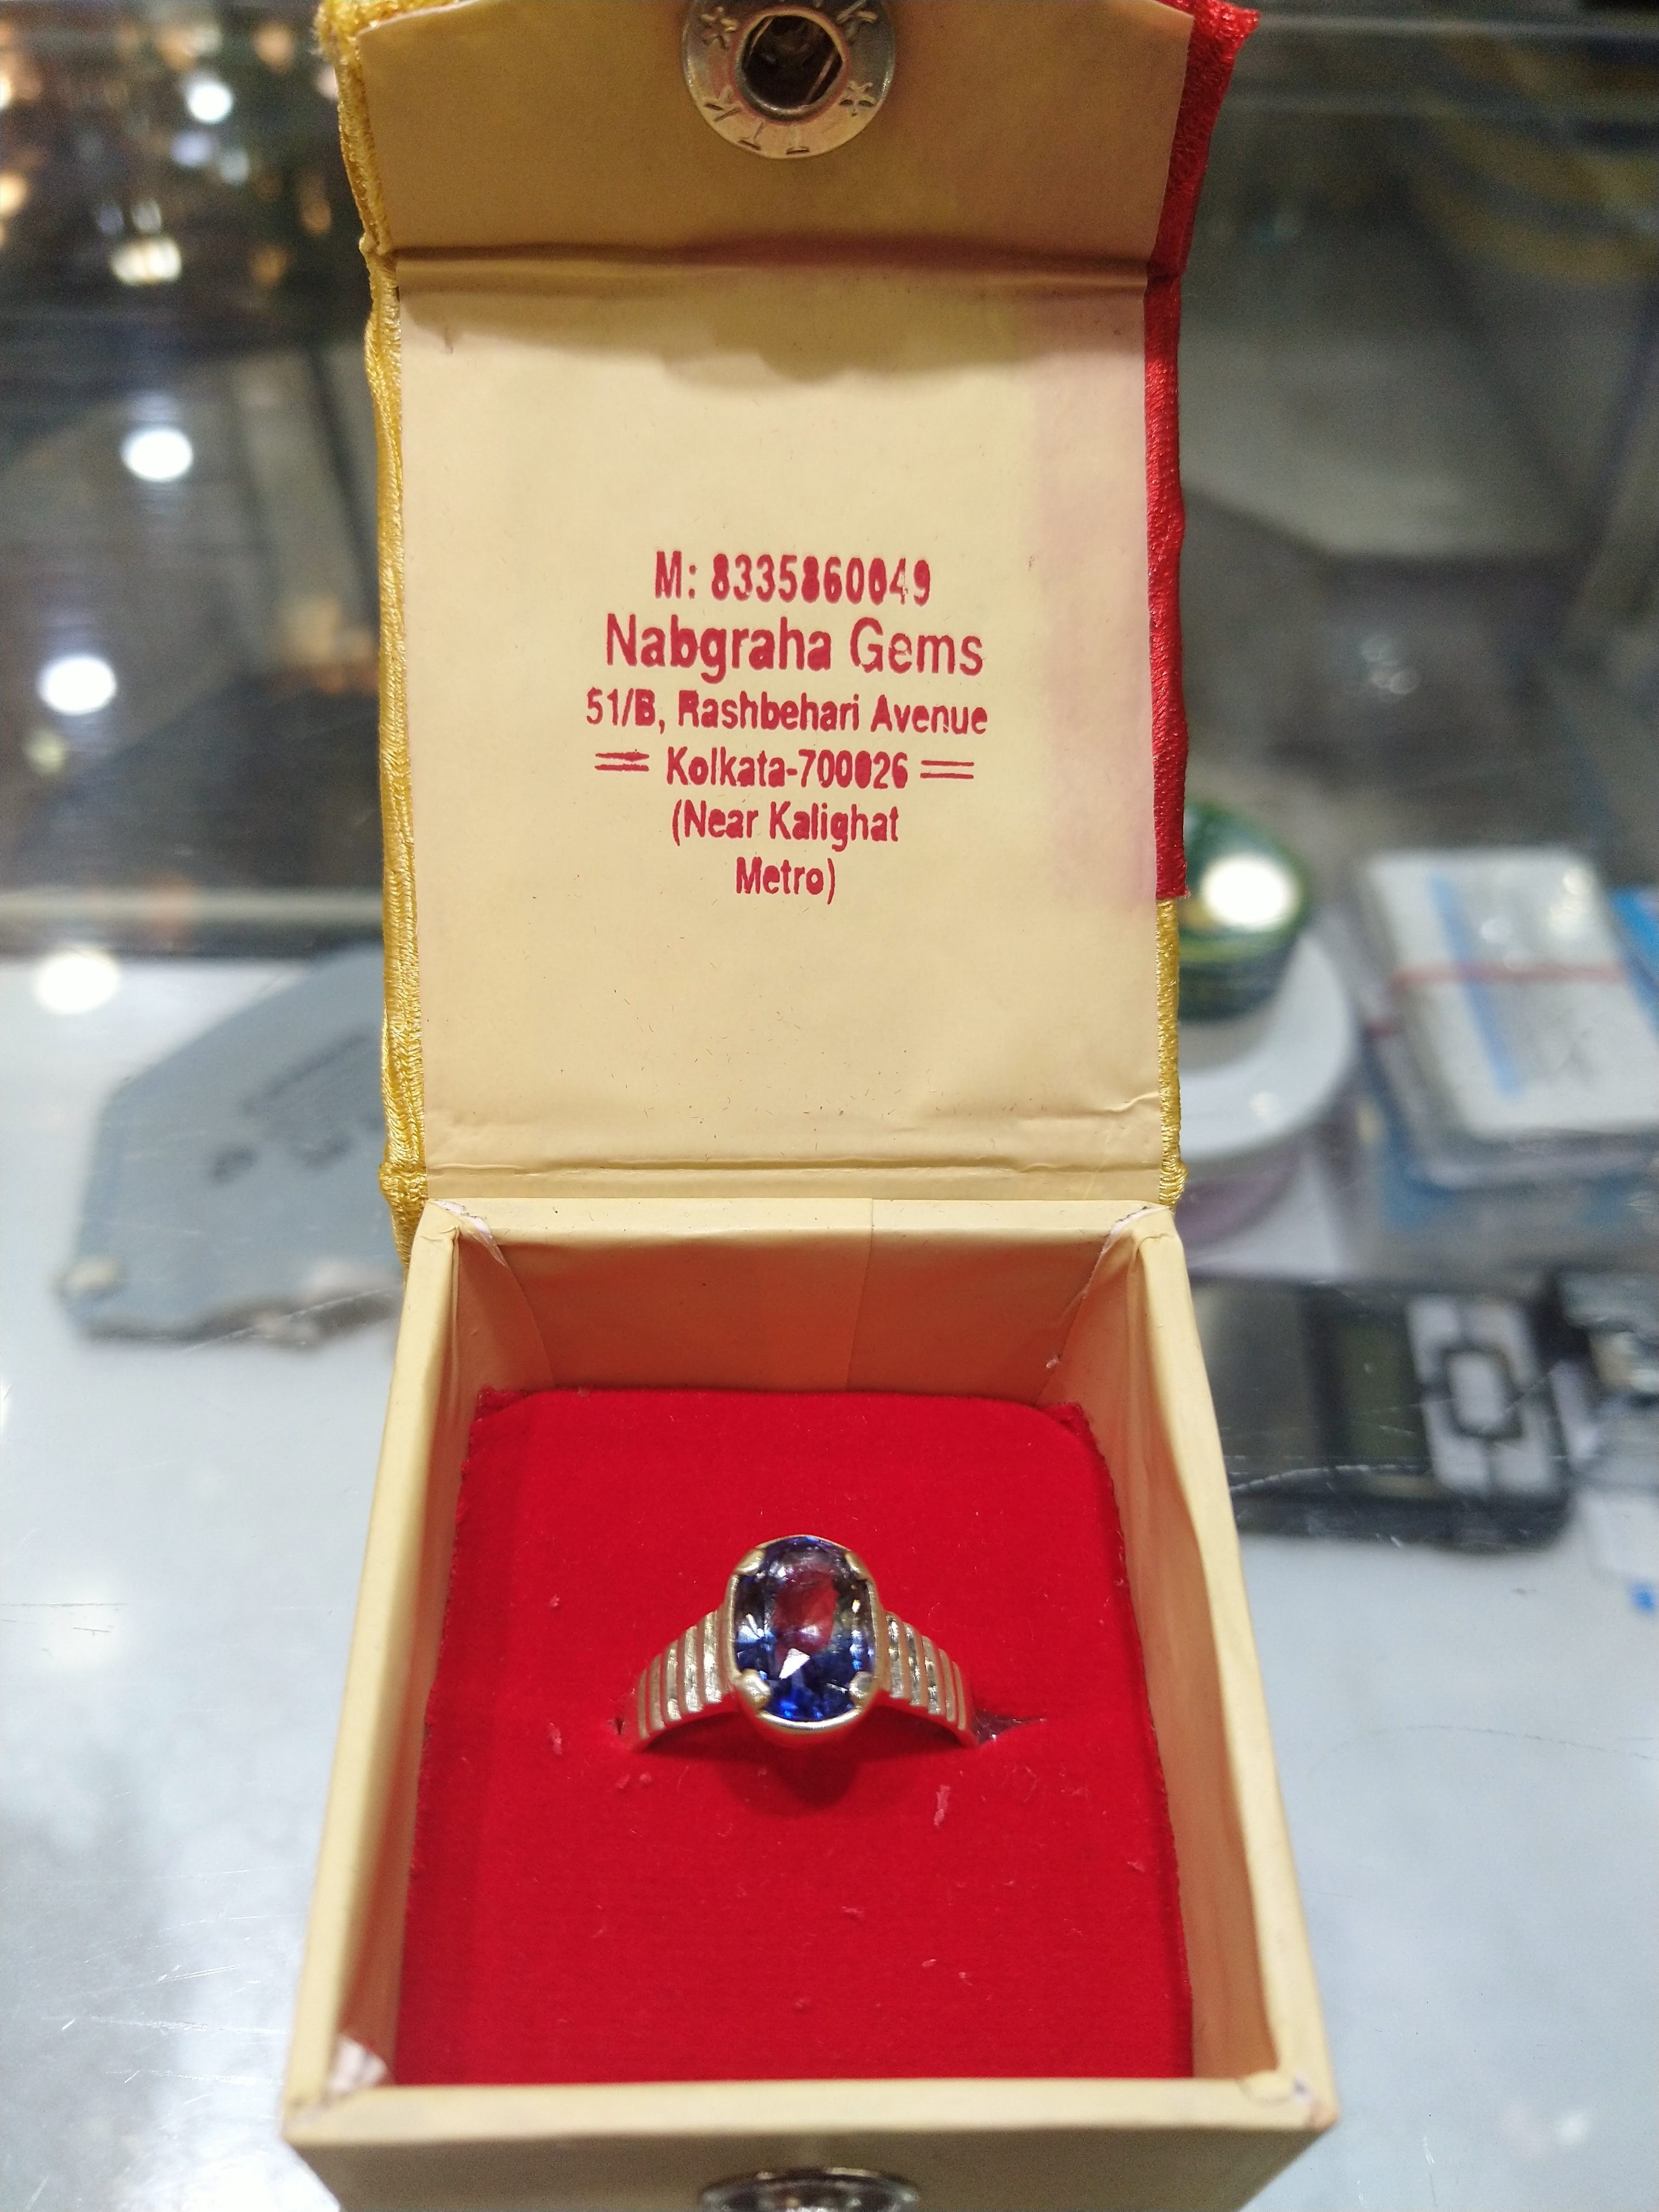 M: 8335860049
Nabgraha Gems
51/B, Rashbehari Avenue
Kolkata-700026
(Near Kalighat
Metro)